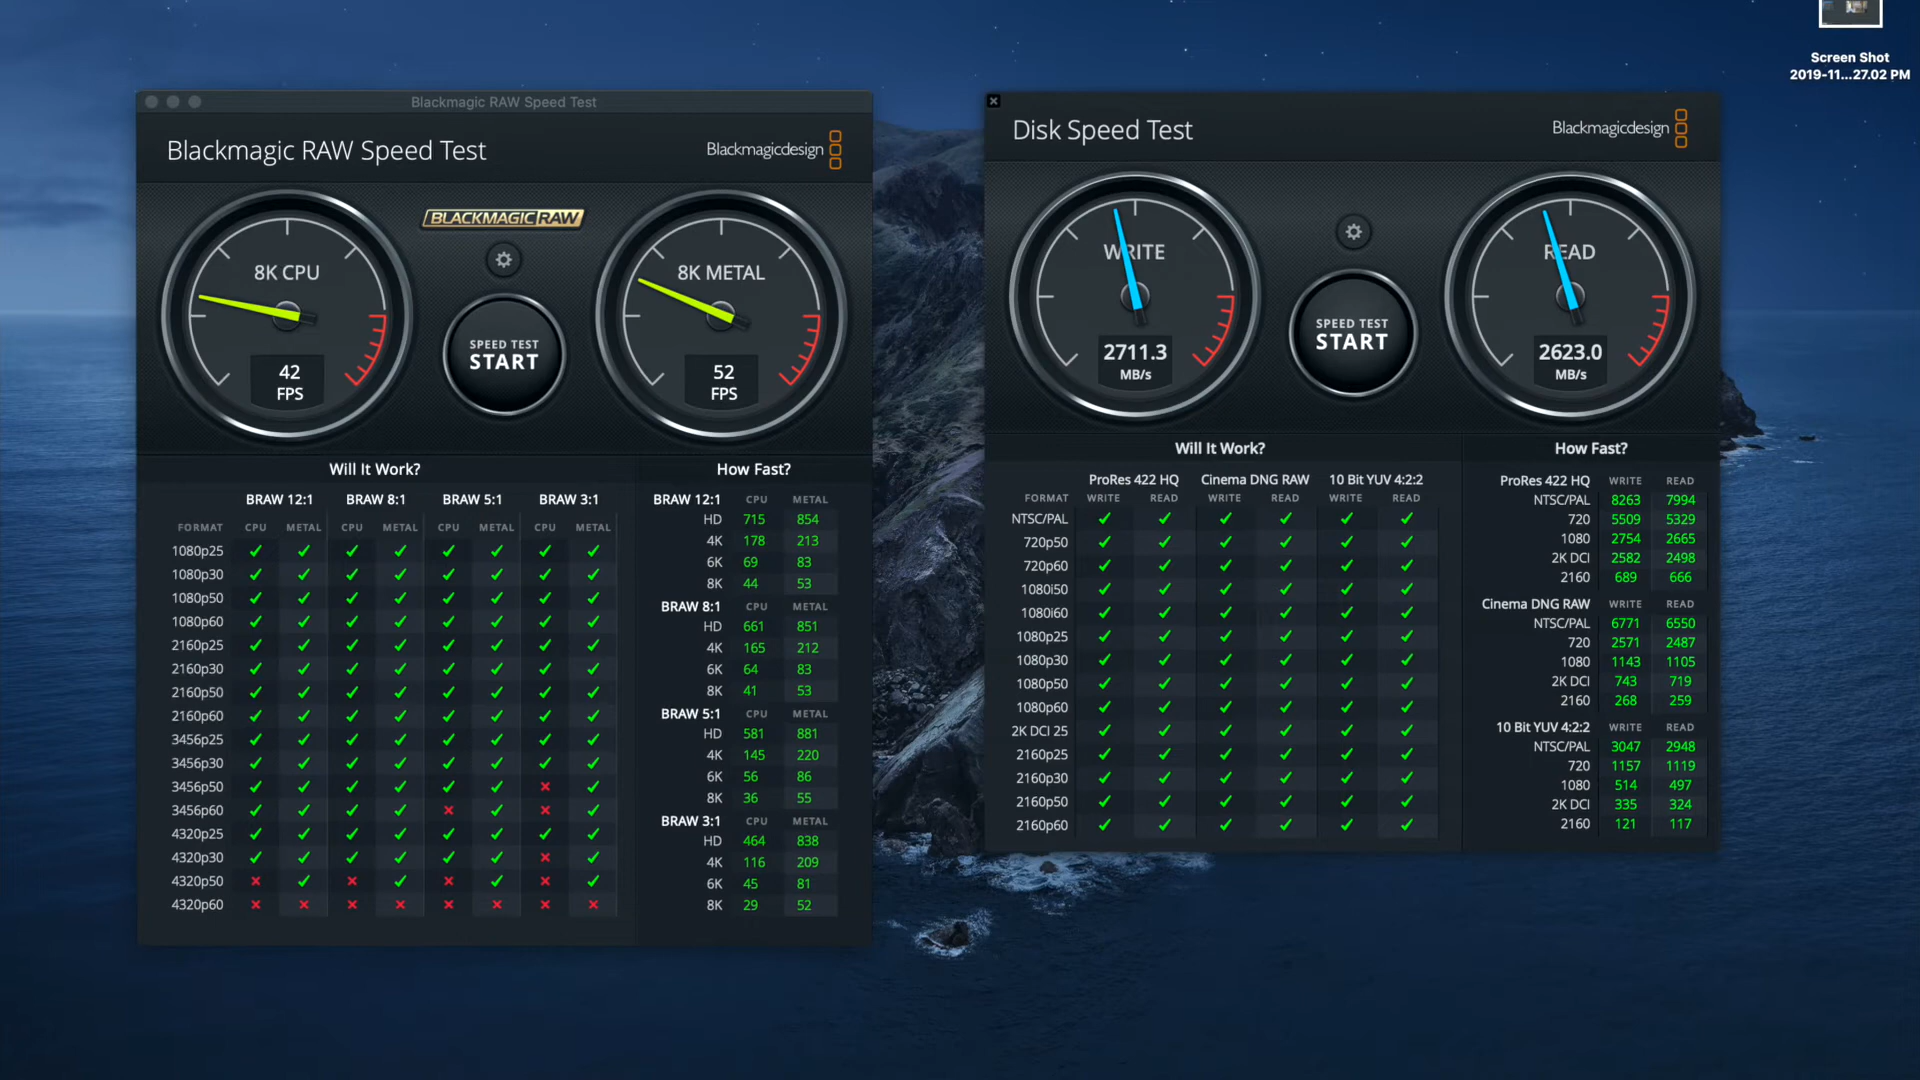 Screen Shot
2019-11...27.02 PM
Blackmagic RAW Speed Test
Blackmagic RAW Speed Test
Blackmagicdesign
BLACKMAGIC RAW
8K CPU
42
FPS
SPEED TEST
START
8K METAL
52
FPS
Will It Work?
BRAW 12:1 BRAW 8:1 BRAW 5:1 BRAW 3:1
FORMAT CPU METAL CPU METAL CPU METAL CPU METAL
1080p25 ✓ ✓ ✓ ✓ ✓ ✓ ✓ ✓
1080p30 ✓ ✓ ✓ ✓ ✓ ✓ ✓ ✓
1080p50 ✓ ✓ ✓ ✓ ✓ ✓ ✓ ✓
1080p60 ✓ ✓ ✓ ✓ ✓ ✓ ✓ ✓
2160p25 ✓ ✓ ✓ ✓ ✓ ✓ ✓ ✓
2160p30 ✓ ✓ ✓ ✓ ✓ ✓ ✓ ✓
2160p50 ✓ ✓ ✓ ✓ ✓ ✓ ✓ ✓
2160p60 ✓ ✓ ✓ ✓ ✓ ✓ ✓ ✓
3456p25 ✓ ✓ ✓ ✓ ✓ ✓ ✓ ✓
3456p30 ✓ ✓ ✓ ✓ ✓ ✓ ✓ ✓
3456p50 ✓ ✓ ✓ ✓ ✓ ✓ ✗ ✓
3456p60 ✓ ✓ ✓ ✓ ✗ ✓ ✗ ✓
4320p25 ✓ ✓ ✓ ✓ ✓ ✓ ✓ ✓
4320p30 ✓ ✓ ✓ ✓ ✓ ✓ ✗ ✓
4320p50 ✗ ✓ ✗ ✓ ✗ ✓ ✗ ✓
4320p60 ✗ ✗ ✗ ✗ ✗ ✗ ✗ ✗
How Fast?
BRAW 12:1 CPU METAL
HD 715 854
4K 178 213
6K 69 83
8K 44 53
BRAW 8:1 CPU METAL
HD 661 851
4K 165 212
6K 64 83
8K 41 53
BRAW 5:1 CPU METAL
HD 581 881
4K 145 220
6K 56 86
8K 36 55
BRAW 3:1 CPU METAL
HD 464 838
4K 116 209
6K 45 81
8K 29 52
Disk Speed Test
Blackmagicdesign
WRITE
2711.3
MB/s
SPEED TEST
START
READ
2623.0
MB/s
Will It Work?
ProRes 422 HQ Cinema DNG RAW 10 Bit YUV 4:2:2
FORMAT WRITE READ WRITE READ WRITE READ
NTSC/PAL ✓ ✓ ✓ ✓ ✓ ✓
720p50 ✓ ✓ ✓ ✓ ✓ ✓
720p60 ✓ ✓ ✓ ✓ ✓ ✓
1080i50 ✓ ✓ ✓ ✓ ✓ ✓
1080i60 ✓ ✓ ✓ ✓ ✓ ✓
1080p25 ✓ ✓ ✓ ✓ ✓ ✓
1080p30 ✓ ✓ ✓ ✓ ✓ ✓
1080p50 ✓ ✓ ✓ ✓ ✓ ✓
1080p60 ✓ ✓ ✓ ✓ ✓ ✓
2K DCI 25 ✓ ✓ ✓ ✓ ✓ ✓
2160p25 ✓ ✓ ✓ ✓ ✓ ✓
2160p30 ✓ ✓ ✓ ✓ ✓ ✓
2160p50 ✓ ✓ ✓ ✓ ✓ ✓
2160p60 ✓ ✓ ✓ ✓ ✓ ✓
How Fast?
ProRes 422 HQ WRITE READ
NTSC/PAL 8263 7994
720 5509 5329
1080 2754 2665
2K DCI 2582 2498
2160 689 666
Cinema DNG RAW WRITE READ
NTSC/PAL 6771 6550
720 2571 2487
1080 1143 1105
2K DCI 743 719
2160 268 259
10 Bit YUV 4:2:2 WRITE READ
NTSC/PAL 3047 2948
720 1157 1119
1080 514 497
2K DCI 335 324
2160 121 117